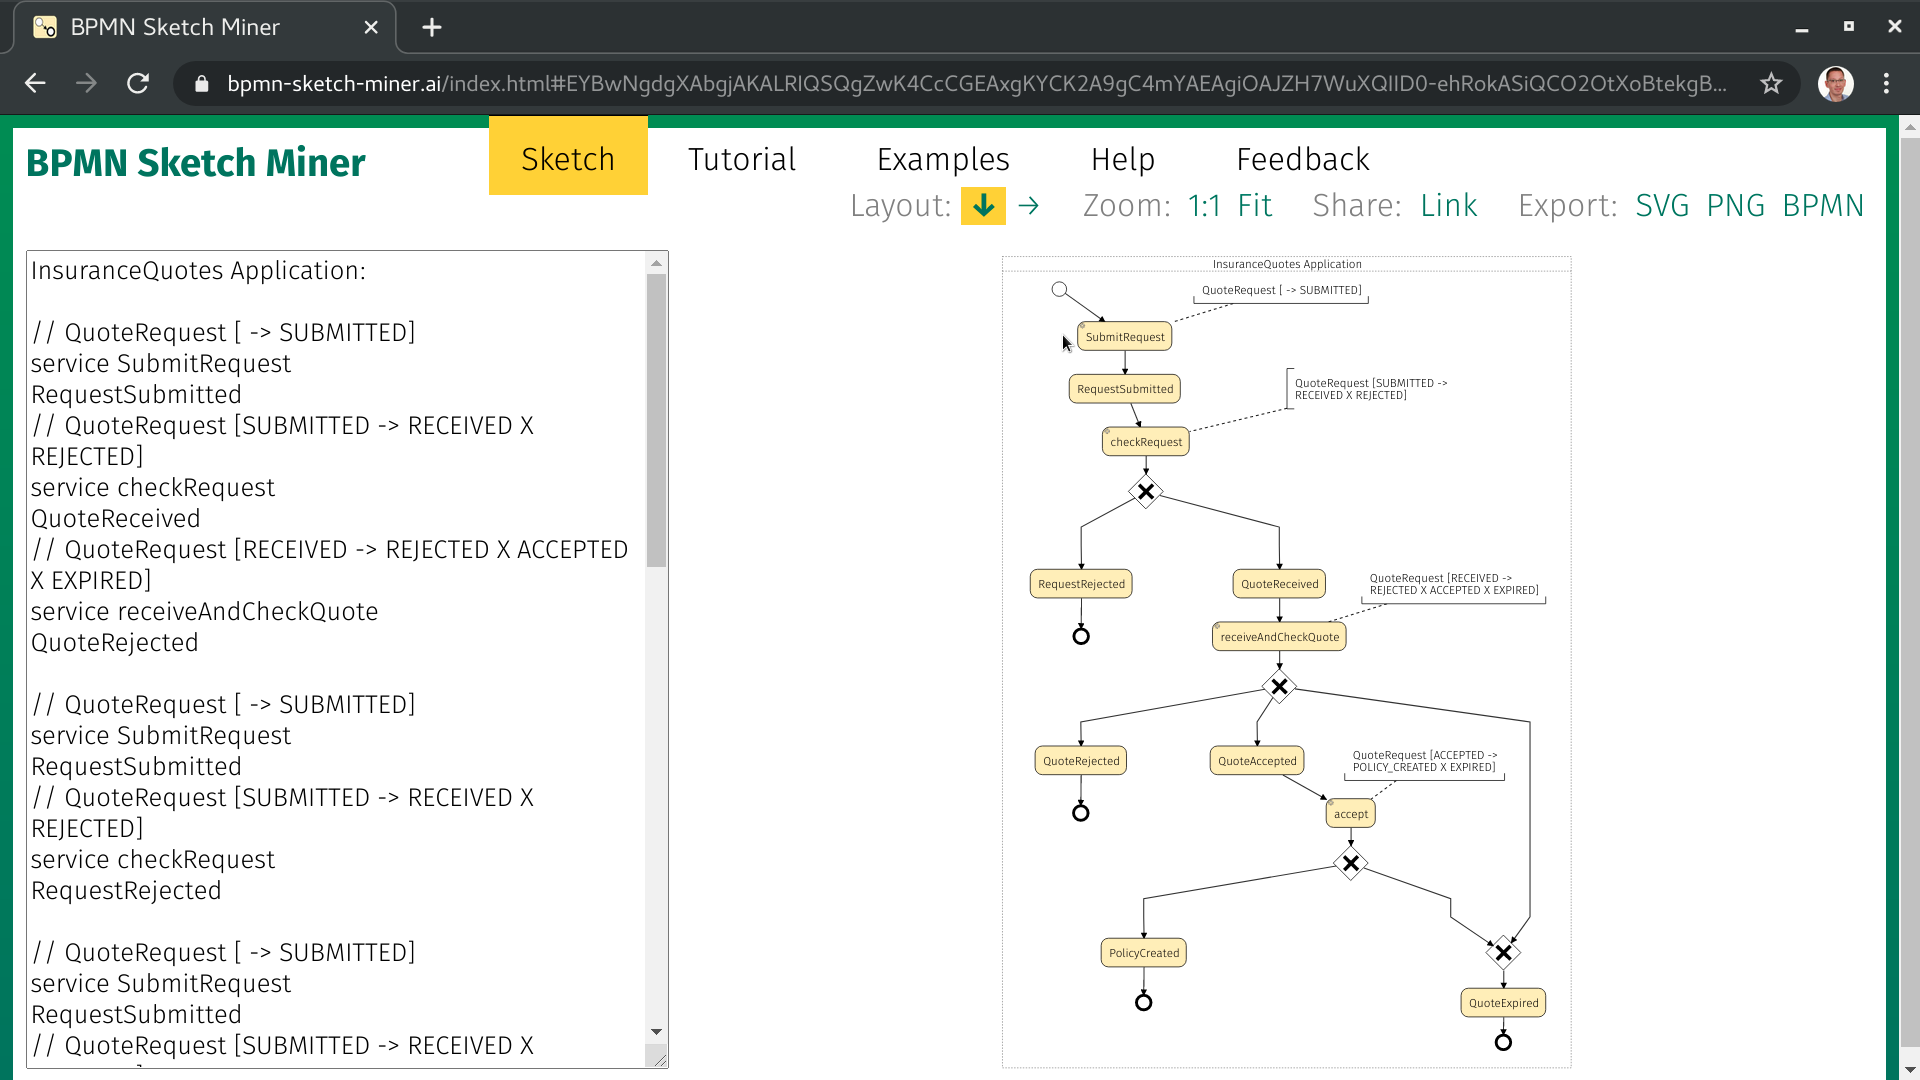 BPMN Sketch Miner
bpmn-sketch-miner.ai/index.html#EYBwNgdgXAbgjAKALRIQSQgZwK4CcCGEAxgKYCK2A9gC4mYAEAgiOAJZH7WuXQIID0-ehRokASiQCO2OtXoBtekgB...
BPMN Sketch Miner
Sketch
Tutorial
Examples
Help
Feedback
Layout: ↓ → Zoom: 1:1 Fit Share: Link Export: SVG PNG BPMN
InsuranceQuotes Application:
// QuoteRequest [ -> SUBMITTED]
service SubmitRequest
RequestSubmitted
// QuoteRequest [SUBMITTED -> RECEIVED X
REJECTED]
service checkRequest
QuoteReceived
// QuoteRequest [RECEIVED -> REJECTED X ACCEPTED
X EXPIRED]
service receiveAndCheckQuote
QuoteRejected
// QuoteRequest [ -> SUBMITTED]
service SubmitRequest
RequestSubmitted
// QuoteRequest [SUBMITTED -> RECEIVED X
REJECTED]
service checkRequest
RequestRejected
// QuoteRequest [ -> SUBMITTED]
service SubmitRequest
RequestSubmitted
// QuoteRequest [SUBMITTED -> RECEIVED X
InsuranceQuotes Application
QuoteRequest [ -> SUBMITTED]
SubmitRequest
RequestSubmitted
QuoteRequest [SUBMITTED ->
RECEIVED X REJECTED]
checkRequest
RequestRejected
QuoteReceived
QuoteRequest [RECEIVED ->
REJECTED X ACCEPTED X EXPIRED]
receiveAndCheckQuote
QuoteRejected
QuoteAccepted
QuoteRequest [ACCEPTED ->
POLICY_CREATED X EXPIRED]
accept
PolicyCreated
QuoteExpired